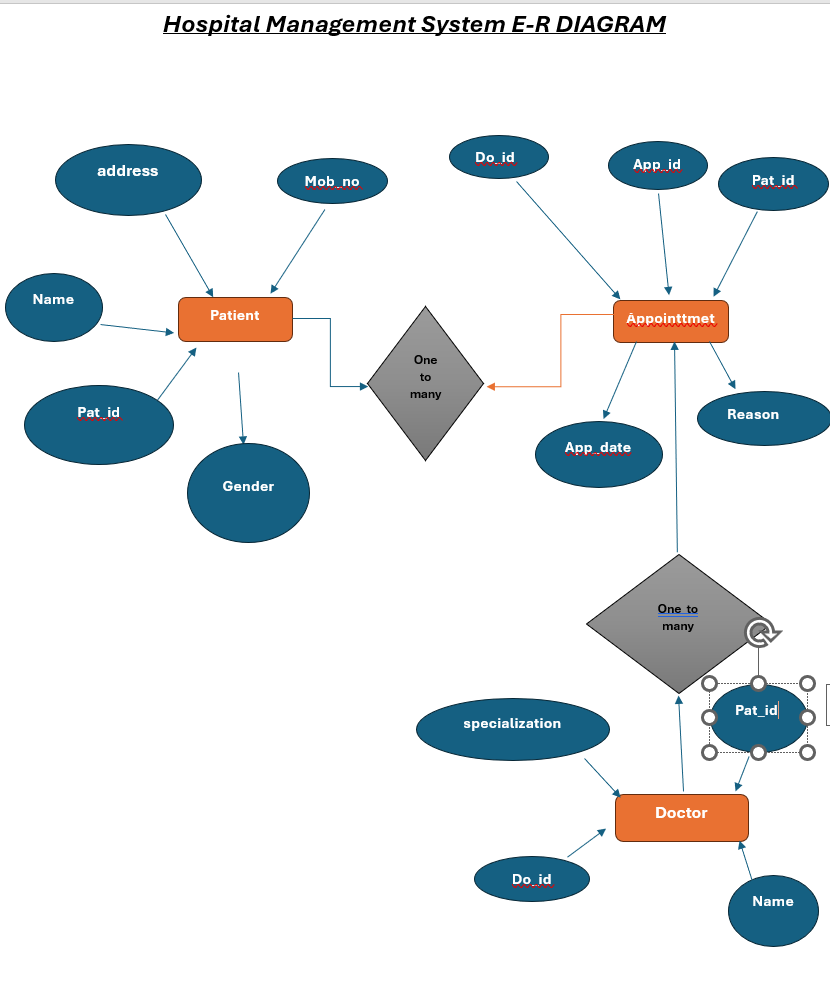 Hospital Management System E-R DIAGRAM
address
Mob_no
Do_id
App_id
Pat_id
Name
Patient
Appointtmet
One
to
many
Pat_id
Gender
App_date
Reason
One to
many
specialization
Pat_id
Doctor
Do_id
Name